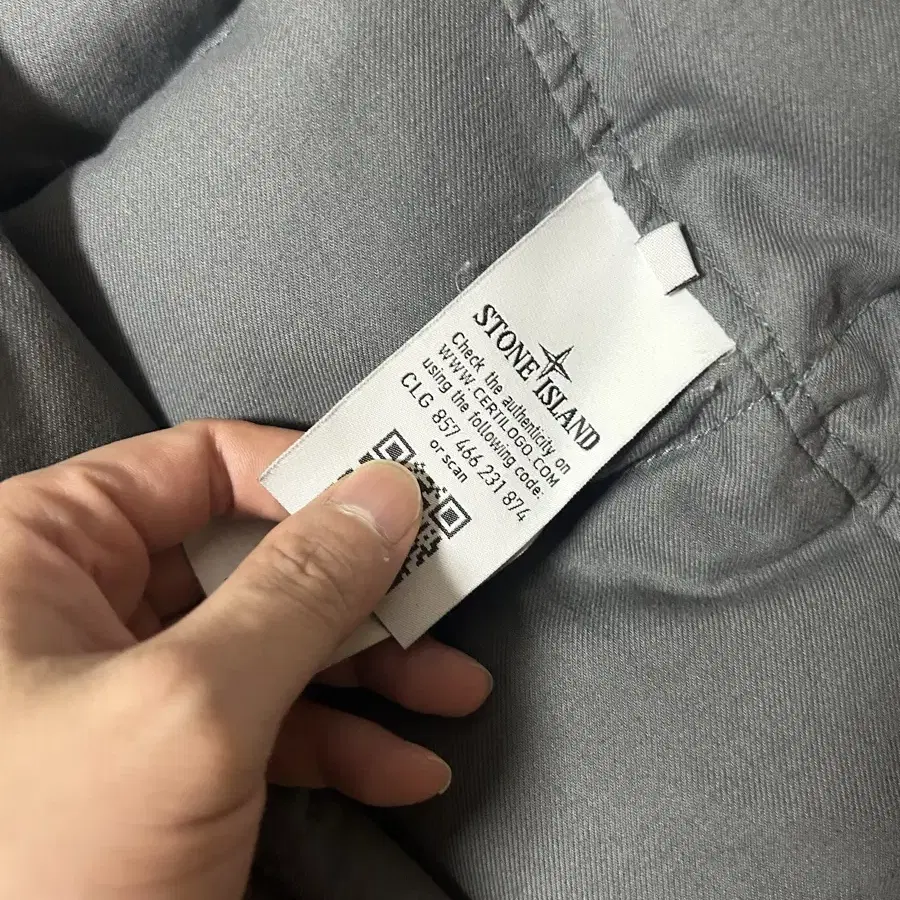 STONE ISLAND
Check the authenticity on
WWW.CERTILOGO.COM
using the following code:
CLG 857 466 231 874
or scan